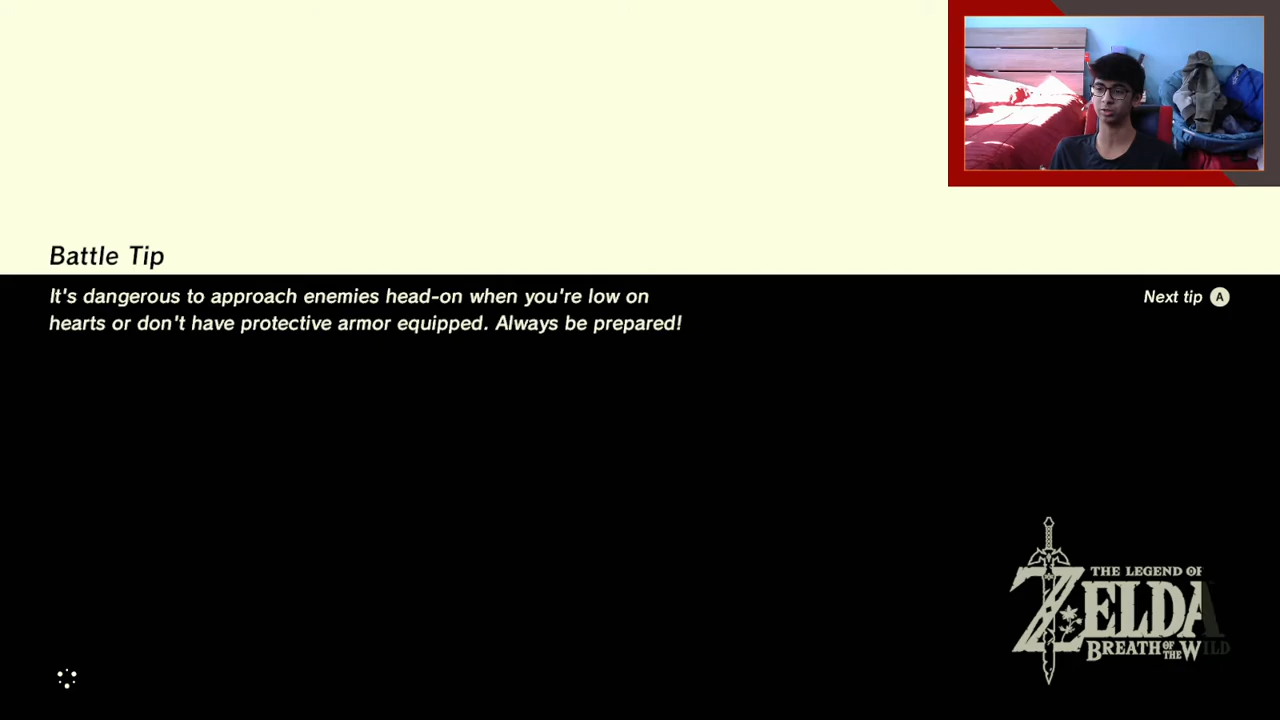 Battle Tip
It's dangerous to approach enemies head-on when you're low on
hearts or don't have protective armor equipped. Always be prepared!
Next tip A
THE LEGEND OF
ZELDA
BREATH OF THE WILD